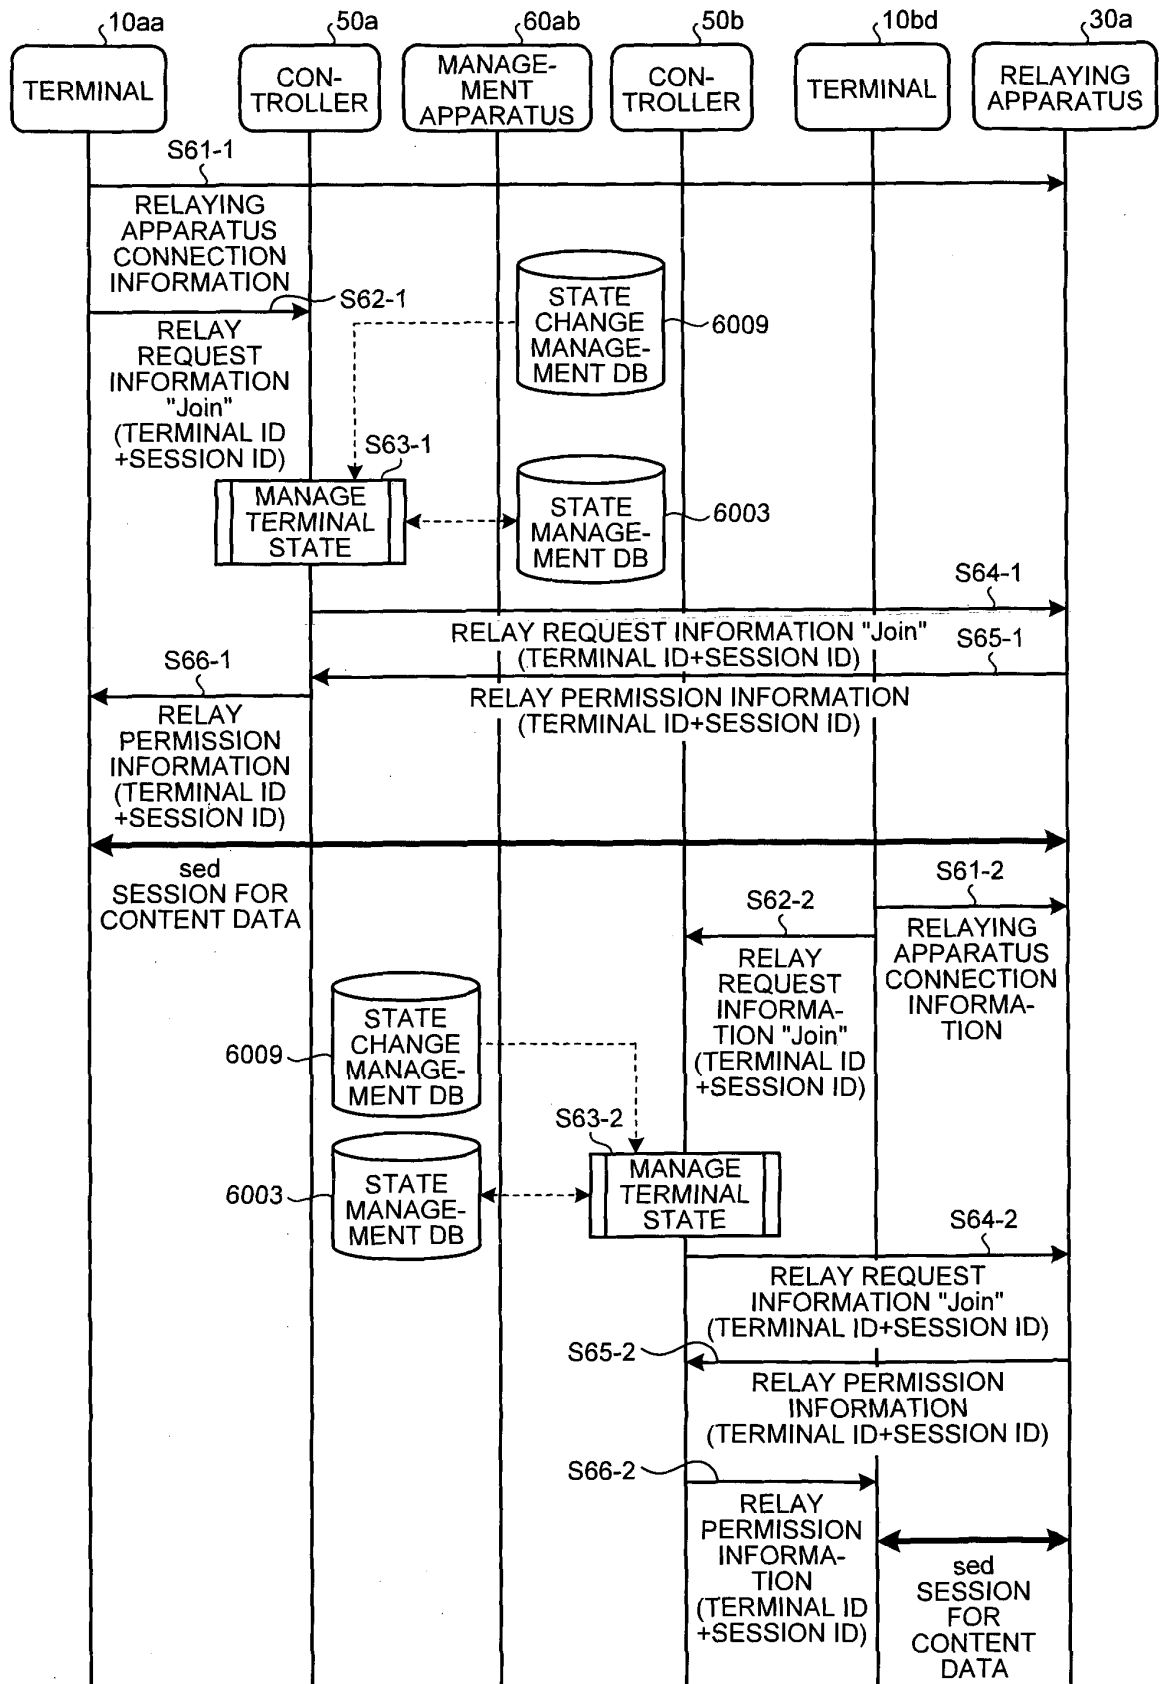 10aa
50a
60ab
50b
10bd
30a
TERMINAL
CON-
TROLLER
MANAGE-
MENT
APPARATUS
CON-
TROLLER
TERMINAL
RELAYING
APPARATUS
S61-1
RELAYING
APPARATUS
CONNECTION
INFORMATION
S62-1
RELAY
REQUEST
INFORMATION
"Join"
(TERMINAL ID
+SESSION ID)
STATE
CHANGE
MANAGE-
MENT DB
6009
S63-1
MANAGE
TERMINAL
STATE
STATE
MANAGE-
MENT DB
6003
S64-1
RELAY REQUEST INFORMATION "Join"
(TERMINAL ID+SESSION ID)
S65-1
RELAY PERMISSION INFORMATION
(TERMINAL ID+SESSION ID)
S66-1
RELAY
PERMISSION
INFORMATION
(TERMINAL ID
+SESSION ID)
sed
SESSION FOR
CONTENT DATA
S61-2
RELAYING
APPARATUS
CONNECTION
INFORMA-
TION
S62-2
RELAY
REQUEST
INFORMA-
TION "Join"
(TERMINAL ID
+SESSION ID)
STATE
CHANGE
MANAGE-
MENT DB
6009
S63-2
MANAGE
TERMINAL
STATE
STATE
MANAGE-
MENT DB
6003
S64-2
RELAY REQUEST
INFORMATION "Join"
(TERMINAL ID+SESSION ID)
S65-2
RELAY PERMISSION
INFORMATION
(TERMINAL ID+SESSION ID)
S66-2
RELAY
PERMISSION
INFORMA-
TION
(TERMINAL ID
+SESSION ID)
sed
SESSION
FOR
CONTENT
DATA